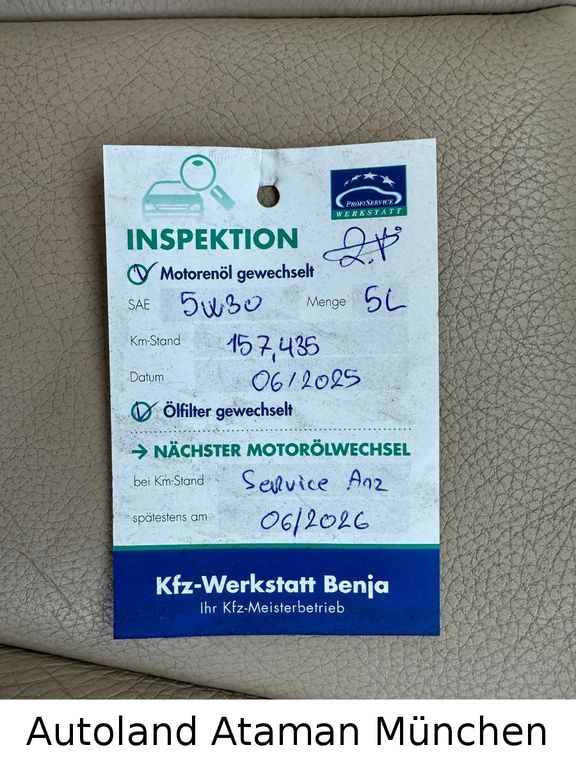 PROFISERVICE
WERKSTATT
INSPEKTION
Motorenöl gewechselt
SAE 5W30 Menge 5L
Km-Stand 157,435
Datum 06/2025
Ölfilter gewechselt
→ NÄCHSTER MOTORÖLWECHSEL
bei Km-Stand Service Anz
spätestens am 06/2026
Kfz-Werkstatt Benja
Ihr Kfz-Meisterbetrieb
Autoland Ataman München